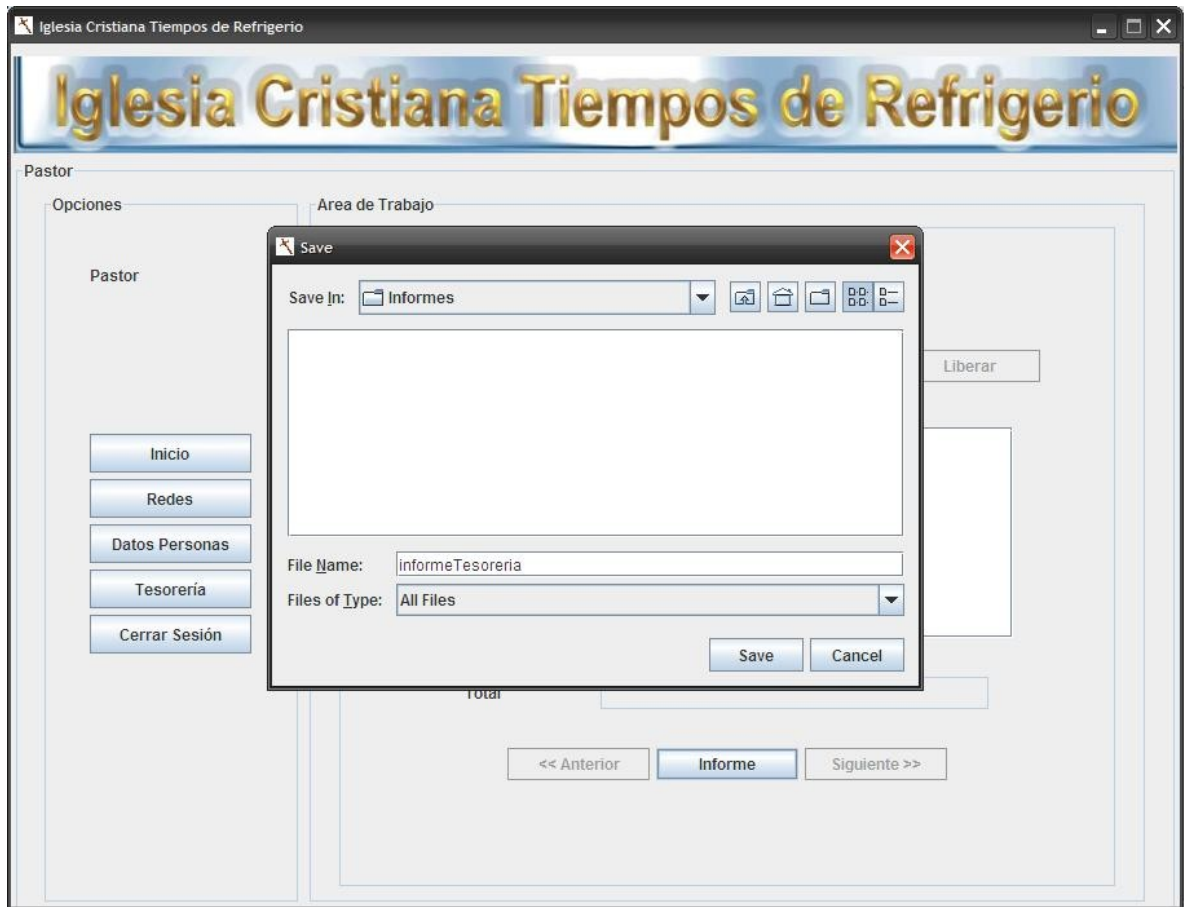 Iglesia Cristiana Tiempos de Refrigerio
Iglesia Cristiana Tiempos de Refrigerio
Pastor
Opciones
Area de Trabajo
Pastor
Save
Save In:
Informes
Liberar
Inicio
Redes
Datos Personas
Tesorería
Cerrar Sesión
File Name:
informeTesoreria
Files of Type:
All Files
Save
Cancel
Total
<< Anterior
Informe
Siguiente >>